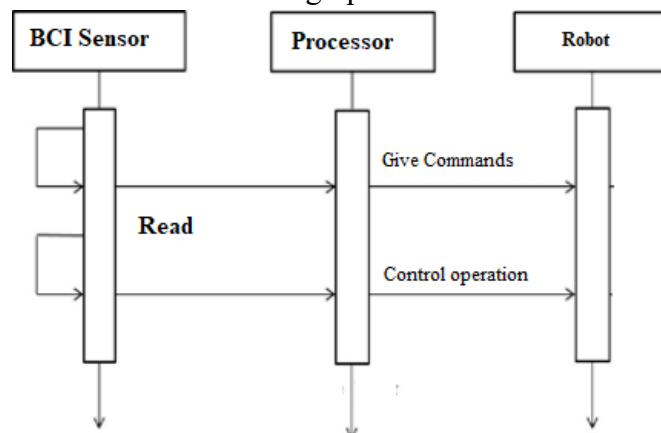 BCI Sensor
Processor
Robot
Give Commands
Read
Control operation